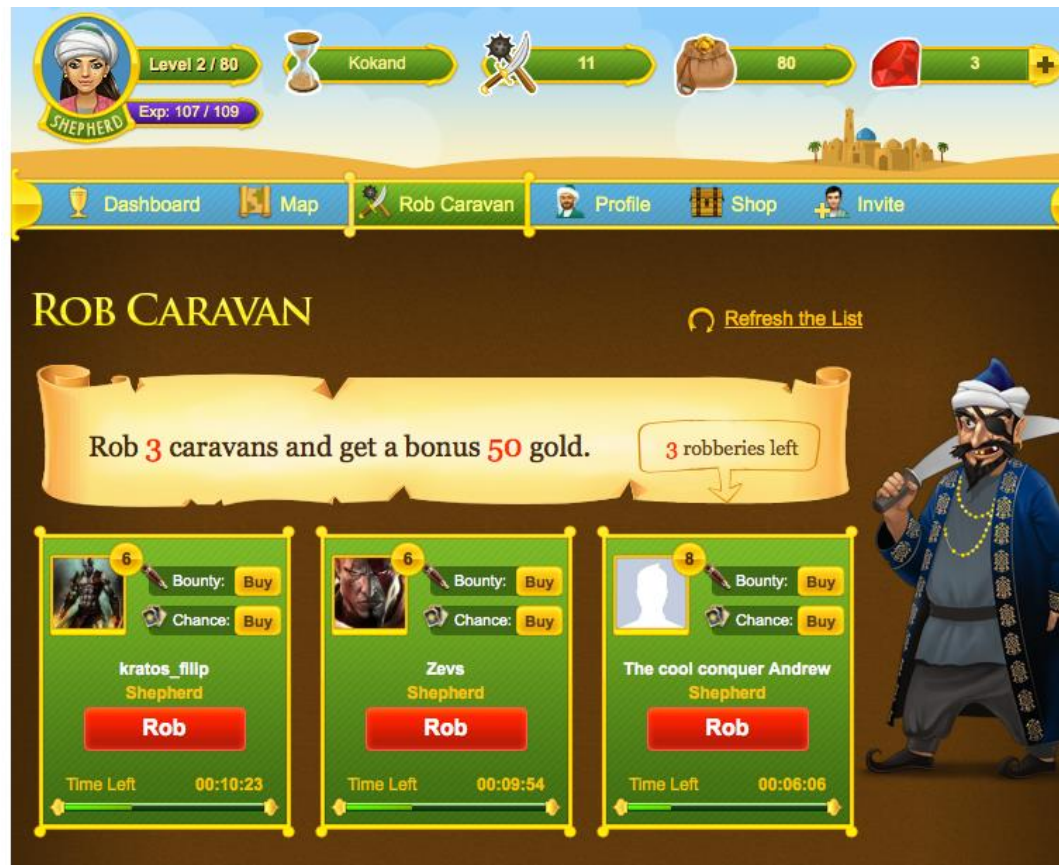 Level 2 / 80
Kokand
11
80
3
Exp: 107 / 109
SHEPHERD
Dashboard
Map
Rob Caravan
Profile
Shop
Invite
ROB CARAVAN
Refresh the List
Rob 3 caravans and get a bonus 50 gold.
3 robberies left
6
Bounty: Buy
Chance: Buy
kratos_filip
Shepherd
Rob
Time Left 00:10:23
6
Bounty: Buy
Chance: Buy
Zevs
Shepherd
Rob
Time Left 00:09:54
8
Bounty: Buy
Chance: Buy
The cool conquer Andrew
Shepherd
Rob
Time Left 00:06:06